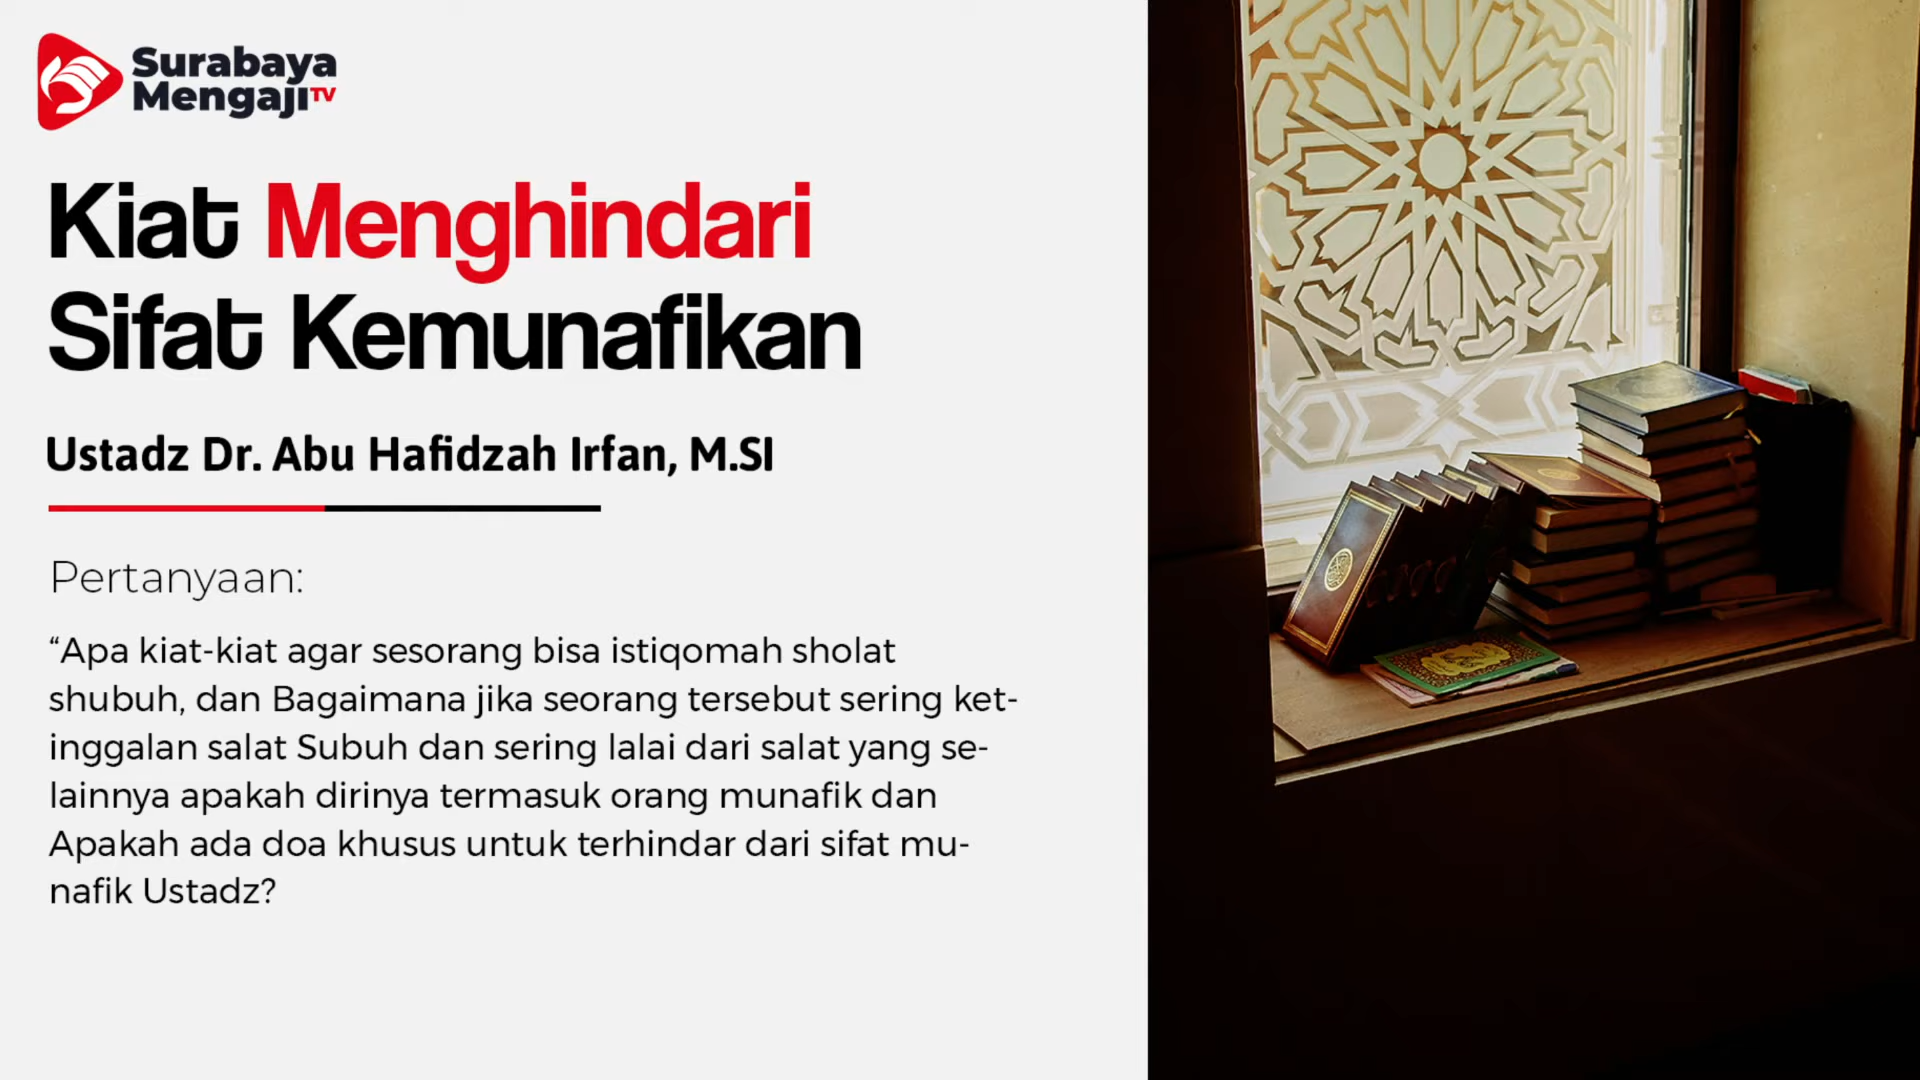 Surabaya
MengajiTV
Kiat Menghindari
Sifat Kemunafikan
Ustadz Dr. Abu Hafidzah Irfan, M.SI
Pertanyaan:
“Apa kiat-kiat agar sesorang bisa istiqomah sholat
shubuh, dan Bagaimana jika seorang tersebut sering ket-
inggalan salat Subuh dan sering lalai dari salat yang se-
lainnya apakah dirinya termasuk orang munafik dan
Apakah ada doa khusus untuk terhindar dari sifat mu-
nafik Ustadz?